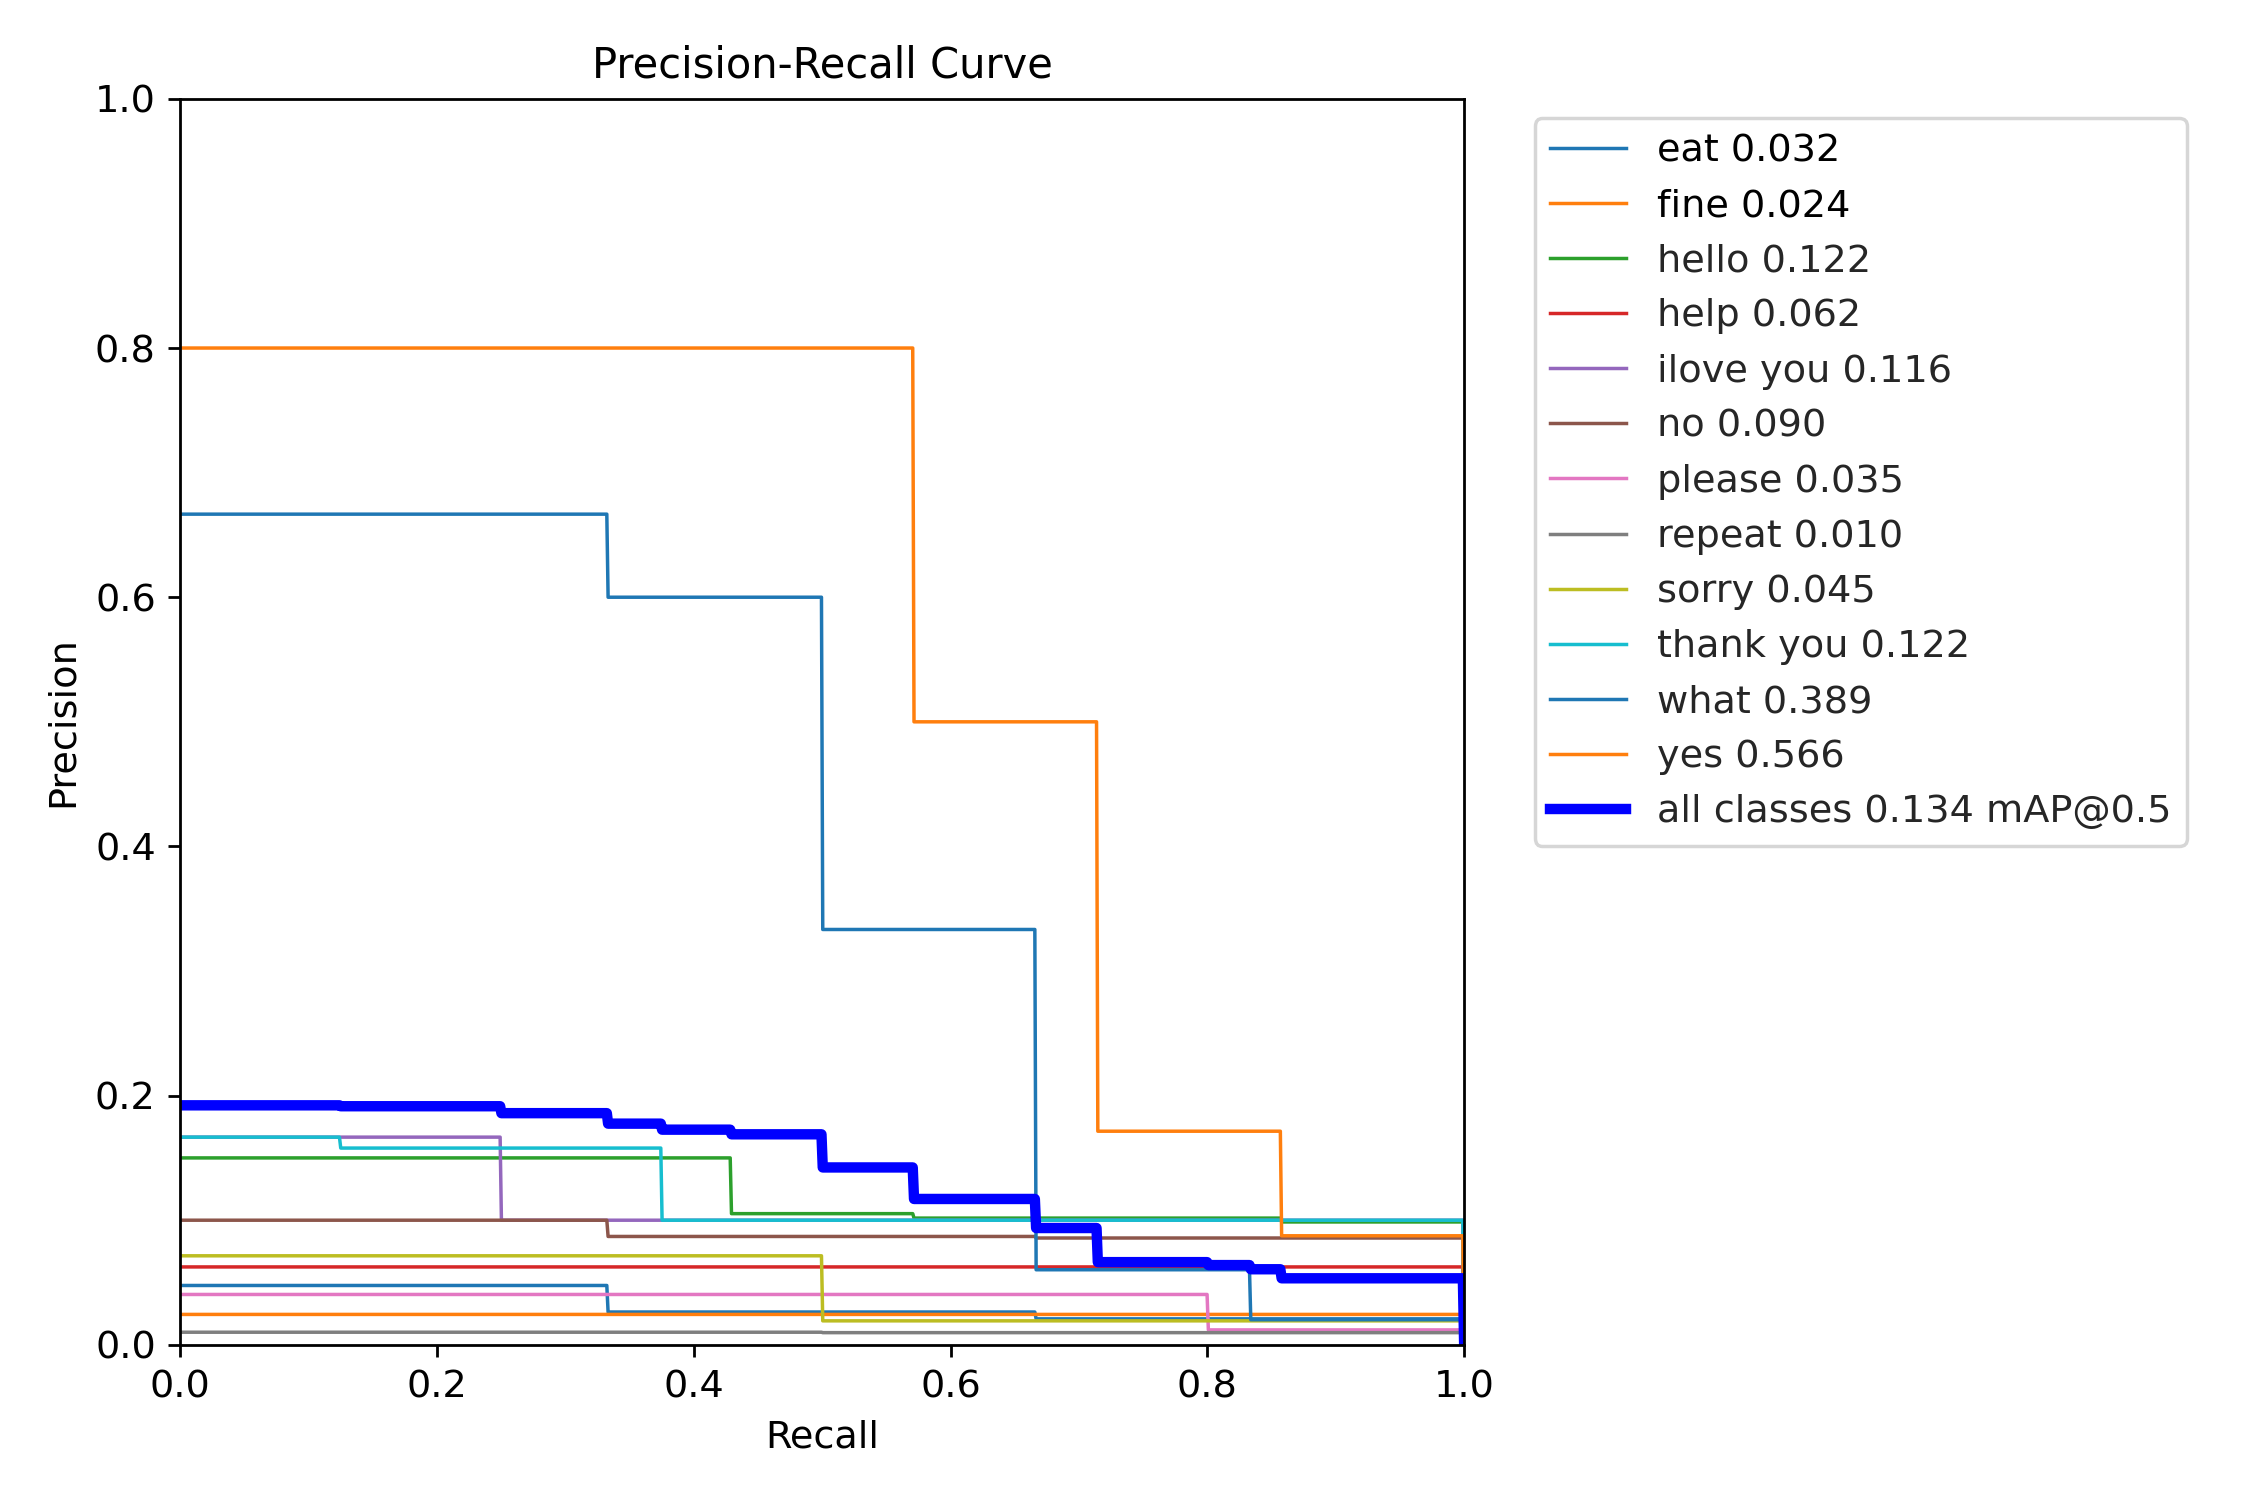 Precision-Recall Curve
1.0
0.8
0.6
0.4
0.2
0.0
Precision
0.0 0.2 0.4 0.6 0.8 1.0
Recall
eat 0.032
fine 0.024
hello 0.122
help 0.062
ilove you 0.116
no 0.090
please 0.035
repeat 0.010
sorry 0.045
thank you 0.122
what 0.389
yes 0.566
all classes 0.134 mAP@0.5